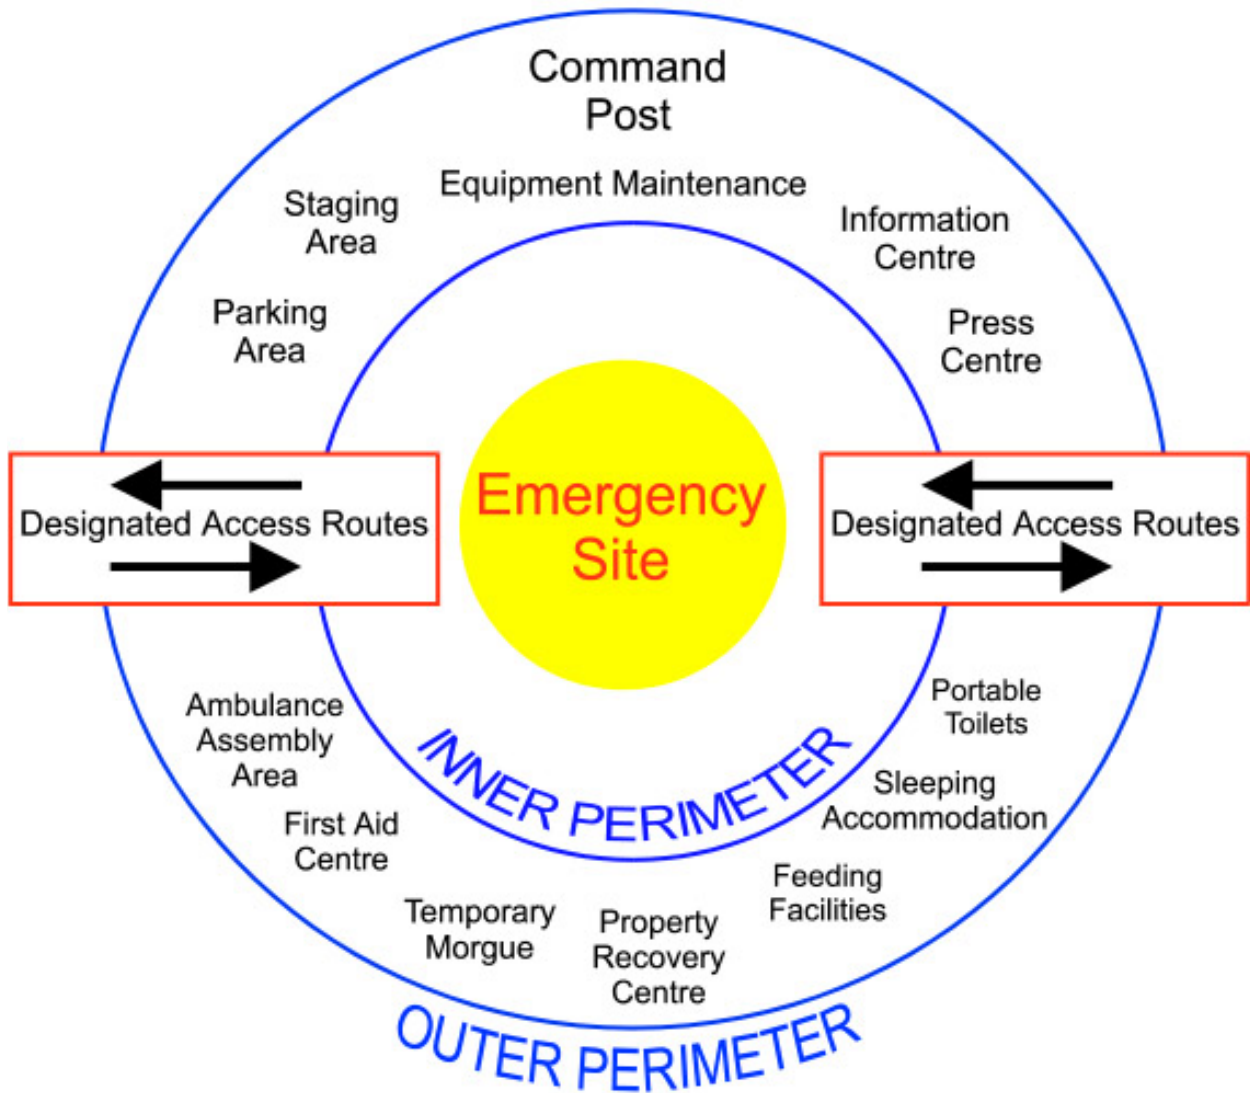 Command
Post
Equipment Maintenance
Staging
Area
Information
Centre
Parking
Area
Press
Centre
Designated Access Routes
Emergency
Site
Designated Access Routes
Ambulance
Assembly
Area
Portable
Toilets
INNER PERIMETER
Sleeping
Accommodation
First Aid
Centre
Feeding
Facilities
Temporary
Morgue
Property
Recovery
Centre
OUTER PERIMETER